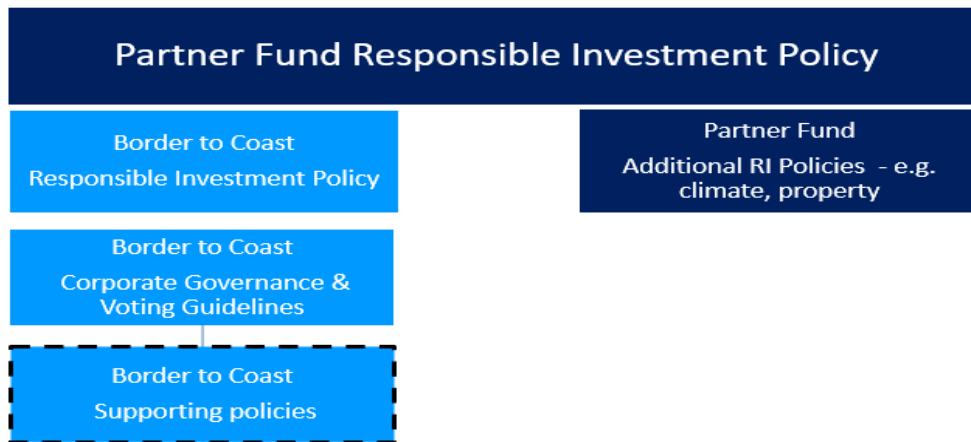 Partner Fund Responsible Investment Policy
Border to Coast
Responsible Investment Policy
Partner Fund
Additional RI Policies - e.g.
climate, property
Border to Coast
Corporate Governance &
Voting Guidelines
Border to Coast
Supporting policies